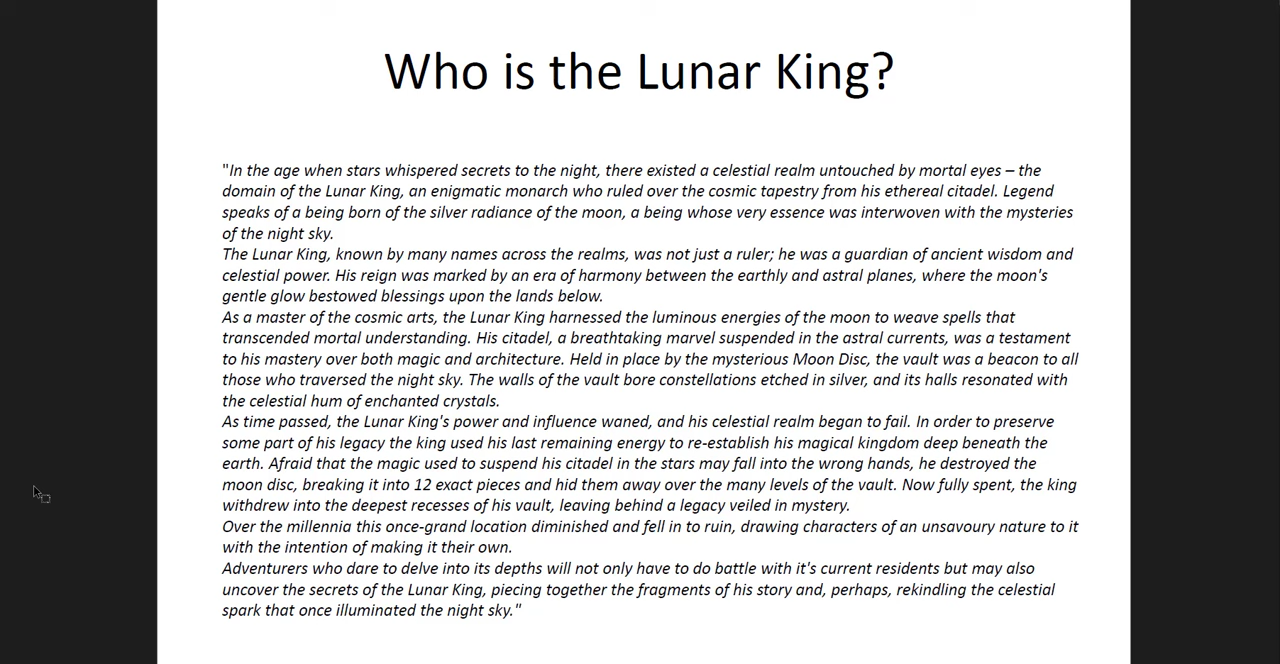 Who is the Lunar King?
"In the age when stars whispered secrets to the night, there existed a celestial realm untouched by mortal eyes – the
domain of the Lunar King, an enigmatic monarch who ruled over the cosmic tapestry from his ethereal citadel. Legend
speaks of a being born of the silver radiance of the moon, a being whose very essence was interwoven with the mysteries
of the night sky.
The Lunar King, known by many names across the realms, was not just a ruler; he was a guardian of ancient wisdom and
celestial power. His reign was marked by an era of harmony between the earthly and astral planes, where the moon's
gentle glow bestowed blessings upon the lands below.
As a master of the cosmic arts, the Lunar King harnessed the luminous energies of the moon to weave spells that
transcended mortal understanding. His citadel, a breathtaking marvel suspended in the astral currents, was a testament
to his mastery over both magic and architecture. Held in place by the mysterious Moon Disc, the vault was a beacon to all
those who traversed the night sky. The walls of the vault bore constellations etched in silver, and its halls resonated with
the celestial hum of enchanted crystals.
As time passed, the Lunar King's power and influence waned, and his celestial realm began to fail. In order to preserve
some part of his legacy the king used his last remaining energy to re-establish his magical kingdom deep beneath the
earth. Afraid that the magic used to suspend his citadel in the stars may fall into the wrong hands, he destroyed the
moon disc, breaking it into 12 exact pieces and hid them away over the many levels of the vault. Now fully spent, the king
withdrew into the deepest recesses of his vault, leaving behind a legacy veiled in mystery.
Over the millennia this once-grand location diminished and fell in to ruin, drawing characters of an unsavoury nature to it
with the intention of making it their own.
Adventurers who dare to delve into its depths will not only have to do battle with it's current residents but may also
uncover the secrets of the Lunar King, piecing together the fragments of his story and, perhaps, rekindling the celestial
spark that once illuminated the night sky."